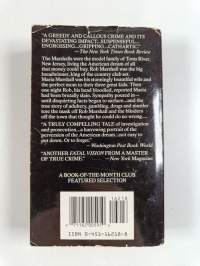 "A GREEDY AND CALLOUS CRIME AND ITS
DEVASTATING IMPACT...SUSPENSEFUL...
ENGROSSING...GRIPPING...CATHARTIC."
—The New York Times Book Review
The Marshalls were the model family of Toms River,
New Jersey, living the American dream of all
that money could buy. Rob Marshall was the big
breadwinner, king of the country club set.
Maria Marshall was his stunningly beautiful wife and
the perfect mom to their three great kids. Then
one night Rob, his head bloodied, reported Maria
had been brutally slain. Sympathy poured in—
until disquieting facts began to surface...and the
true story of adultery, gambling, drugs and murder
tore the mask off Rob Marshall and the blinders
off the town that thought he could do no wrong...
"A TRULY COMPELLING TALE of investigation
and prosecution...a harrowing portrait of
the perversion of the American dream...not easy to
put down. Or to forget."
—Washington Post Book World
"ANOTHER FATAL VISION FROM A MASTER
OF TRUE CRIME."—New York Magazine
A BOOK-OF-THE-MONTH CLUB
FEATURED SELECTION
ISBN 0-451-16218-8